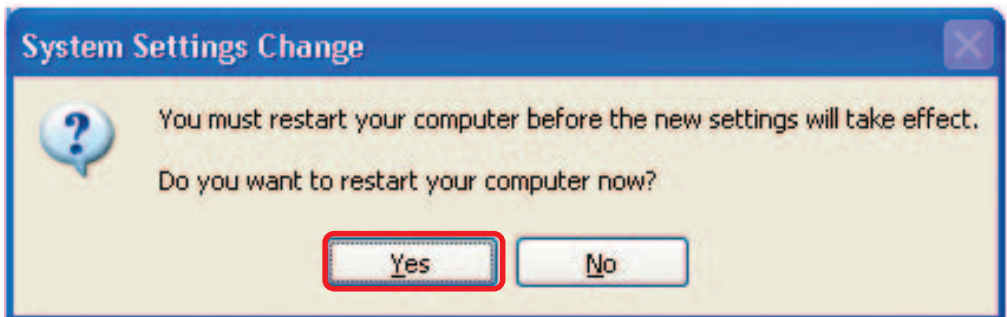 System Settings Change
You must restart your computer before the new settings will take effect.
Do you want to restart your computer now?
Yes
No